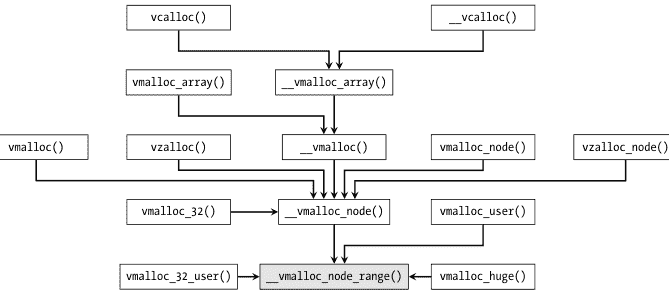 vcalloc() __vcalloc()
vmalloc_array() __vmalloc_array()
vmalloc() vzalloc() __vmalloc() vmalloc_node() vzalloc_node()
vmalloc_32() __vmalloc_node() vmalloc_user()
vmalloc_32_user() __vmalloc_node_range() vmalloc_huge()